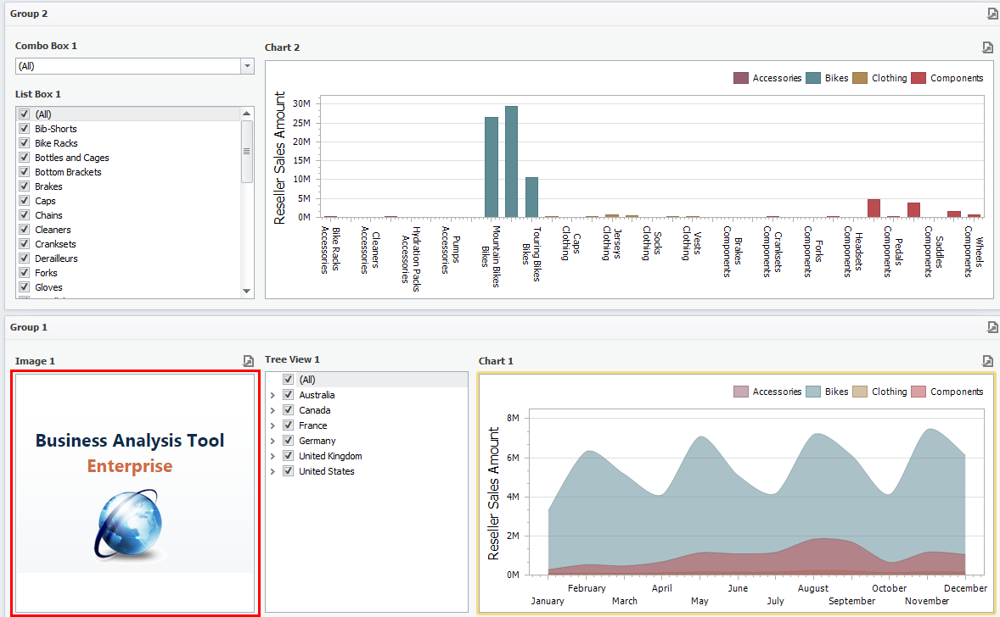 Group 2
Combo Box 1
(All)
List Box 1
(All)
Bib-Shorts
Bike Racks
Bottles and Cages
Bottom Brackets
Brakes
Caps
Chains
Cleaners
Cranksets
Derailleurs
Forks
Gloves
Chart 2
Accessories Bikes Clothing Components
Reseller Sales Amount
30M
25M
20M
15M
10M
5M
0M
Bike Racks
Accessories
Cleaners
Accessories
Hydration Packs
Accessories
Pumps
Accessories
Mountain Bikes
Bikes
Touring Bikes
Bikes
Caps
Clothing
Jerseys
Clothing
Socks
Clothing
Vests
Clothing
Brakes
Components
Cranksets
Components
Forks
Components
Headsets
Components
Pedals
Components
Saddles
Components
Wheels
Components
Group 1
Image 1
Business Analysis Tool
Enterprise
Tree View 1
(All)
Australia
Canada
France
Germany
United Kingdom
United States
Chart 1
Accessories Bikes Clothing Components
Reseller Sales Amount
8M
6M
4M
2M
0M
January
February
March
April
May
June
July
August
September
October
November
December